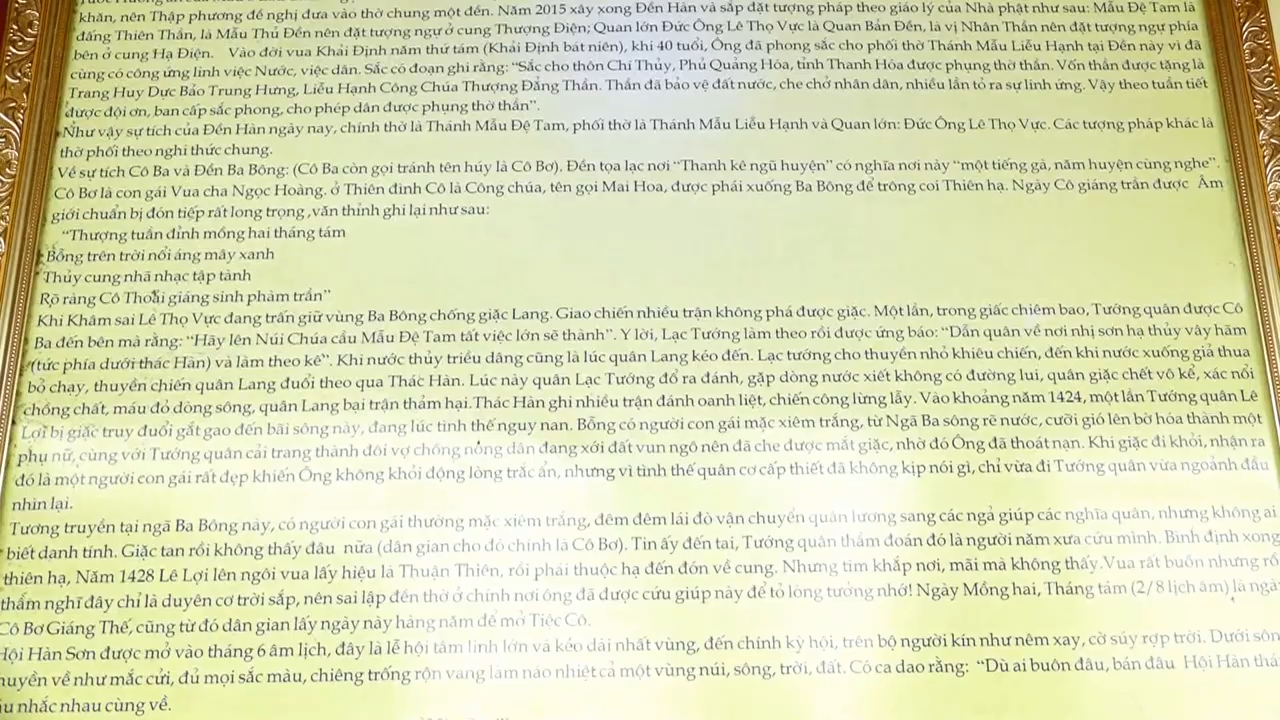 khăn, nên Thập phương đề nghị đưa vào thờ chung một đền. Năm 2015 xây xong Đền Hàn và sắp đặt tượng pháp theo giáo lý của Nhà phật như sau: Mẫu Đệ Tam là
đấng Thiên Thần, là Mẫu Thủ Đền nên đặt tượng ngự ở cung Thượng Điện; Quan lớn Đức Ông Lê Thọ Vực là Quan Bản Đền, là vị Nhân Thần nên đặt tượng ngự phía
bên ở cung Hạ Điện. Vào đời vua Khải Định năm thứ tám (Khải Định bát niên), khi 40 tuổi, Ông đã phong sắc cho phối thờ Thánh Mẫu Liễu Hạnh tại Đền này vì đã
cùng có công ứng linh việc Nước, việc dân. Sắc có đoạn ghi rằng: "Sắc cho thôn Chí Thủy, Phủ Quảng Hóa, tỉnh Thanh Hóa được phụng thờ thần. Vốn thần được tặng là
Trang Huy Dực Bảo Trung Hưng, Liễu Hạnh Công Chúa Thượng Đẳng Thần. Thần đã bảo vệ đất nước, che chở nhân dân, nhiều lần tỏ ra sự linh ứng. Vậy theo tuần tiết
được đội ơn, ban cấp sắc phong, cho phép dân được phụng thờ thần".
Như vậy sự tích của Đền Hàn ngày nay, chính thờ là Thánh Mẫu Đệ Tam, phối thờ là Thánh Mẫu Liễu Hạnh và Quan lớn: Đức Ông Lê Thọ Vực. Các tượng pháp khác là
thờ phối theo nghi thức chung.
Về sự tích Cô Ba và Đền Ba Bông: (Cô Ba còn gọi tránh tên húy là Cô Bơ). Đền tọa lạc nơi "Thanh kê ngũ huyện" có nghĩa nơi này "một tiếng gà, năm huyện cùng nghe".
Cô Bơ là con gái Vua cha Ngọc Hoàng. ở Thiên đình Cô là Công chúa, tên gọi Mai Hoa, được phái xuống Ba Bông để trông coi Thiên hạ. Ngày Cô giáng trần được Âm
giới chuẩn bị đón tiếp rất long trọng ,văn thỉnh ghi lại như sau:
"Thượng tuần đỉnh mồng hai tháng tám
Bỗng trên trời nổi áng mây xanh
Thủy cung nhã nhạc tập tành
Rõ ràng Cô Thoải giáng sinh phàm trần"
Khi Khâm sai Lê Thọ Vực đang trấn giữ vùng Ba Bông chống giặc Lang. Giao chiến nhiều trận không phá được giặc. Một lần, trong giấc chiêm bao, Tướng quân được Cô
Ba đến bên mà rằng: "Hãy lên Núi Chúa cầu Mẫu Đệ Tam tất việc lớn sẽ thành". Y lời, Lạc Tướng làm theo rồi được ứng báo: "Dẫn quân về nơi nhị sơn hạ thủy vây hãm
(tức phía dưới thác Hàn) và làm theo kế". Khi nước thủy triều dâng cũng là lúc quân Lang kéo đến. Lạc tướng cho thuyền nhỏ khiêu chiến, đến khi nước xuống giả thua
bỏ chạy, thuyền chiến quân Lang đuổi theo qua Thác Hàn. Lúc này quân Lạc Tướng đổ ra đánh, gặp dòng nước xiết không có đường lui, quân giặc chết vô kể, xác nổi
chồng chất, máu đỏ dòng sông, quân Lang bại trận thảm hại.Thác Hàn ghi nhiều trận đánh oanh liệt, chiến công lừng lẫy. Vào khoảng năm 1424, một lần Tướng quân Lê
Lợi bị giặc truy đuổi gắt gao đến bãi sông này, đang lúc tình thế nguy nan. Bỗng có người con gái mặc xiêm trắng, từ Ngã Ba sông rẽ nước, cưỡi gió lên bờ hóa thành một
phụ nữ, cùng với Tướng quân cải trang thành đôi vợ chồng nông dân đang xới đất vun ngô nên đã che được mắt giặc, nhờ đó Ông đã thoát nạn. Khi giặc đi khỏi, nhận ra
đó là một người con gái rất đẹp khiến Ông không khỏi động lòng trắc ẩn, nhưng vì tình thế quân cơ cấp thiết đã không kịp nói gì, chỉ vừa đi Tướng quân vừa ngoảnh đầu
nhìn lại.
Tương truyền tại ngã Ba Bông này, có người con gái thường mặc xiêm trắng, đêm đêm lái đò vận chuyển quân lương sang các ngả giúp các nghĩa quân, nhưng không ai
biết danh tính. Giặc tan rồi không thấy đâu nữa (dân gian cho đó chính là Cô Bơ). Tin ấy đến tai, Tướng quân thẩm đoán đó là người năm xưa cứu mình. Bình định xong
thiên hạ, Năm 1428 Lê Lợi lên ngôi vua lấy hiệu là Thuận Thiên, rồi phái thuộc hạ đến đón về cung. Nhưng tìm khắp nơi, mãi mà không thấy.Vua rất buồn nhưng rồ
thầm nghĩ đây chỉ là duyên cơ trời sắp, nên sai lập đền thờ ở chính nơi ông đã được cứu giúp này để tỏ lòng tưởng nhớ! Ngày Mồng hai, Tháng tám (2/8 lịch âm) là ngà
Cô Bơ Giáng Thế, cũng từ đó dân gian lấy ngày này hàng năm để mở Tiệc Cô.
Hội Hàn Sơn được mở vào tháng 6 âm lịch, đây là lễ hội tâm linh lớn và kéo dài nhất vùng, đến chính kỳ hội, trên bộ người kín như nêm xay, cờ súy rợp trời. Dưới sôn
huyền về như mắc cửi, đủ mọi sắc màu, chiêng trống rộn vang làm náo nhiệt cả một vùng núi, sông, trời, đất. Có ca dao rằng: "Dù ai buôn đâu, bán đâu Hội Hàn thá
u nhắc nhau cùng về.